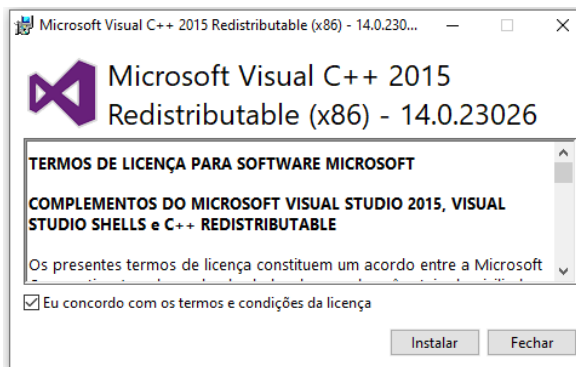 Microsoft Visual C++ 2015 Redistributable (x86) - 14.0.230...
Microsoft Visual C++ 2015
Redistributable (x86) - 14.0.23026
TERMOS DE LICENÇA PARA SOFTWARE MICROSOFT
COMPLEMENTOS DO MICROSOFT VISUAL STUDIO 2015, VISUAL
STUDIO SHELLS e C++ REDISTRIBUTABLE
Os presentes termos de licença constituem um acordo entre a Microsoft
Eu concordo com os termos e condições da licença
Instalar
Fechar